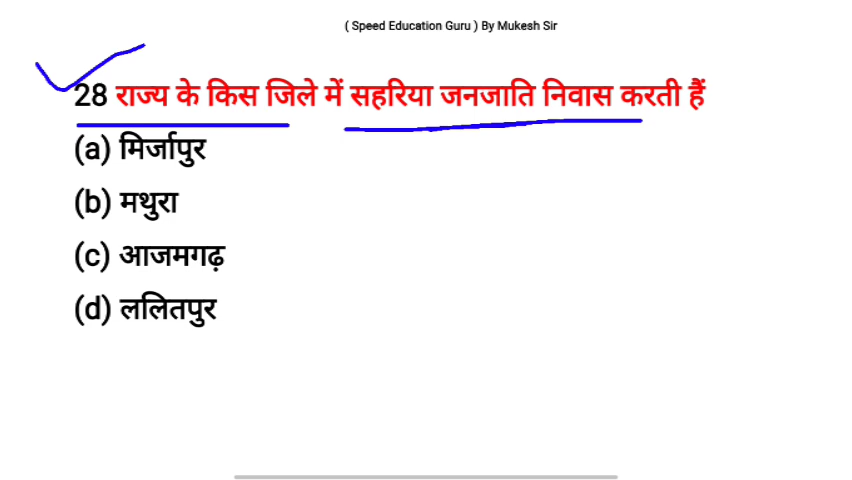 ( Speed Education Guru ) By Mukesh Sir
28 राज्य के किस जिले में सहरिया जनजाति निवास करती हैं
(a) मिर्जापुर
(b) मथुरा
(c) आजमगढ़
(d) ललितपुर